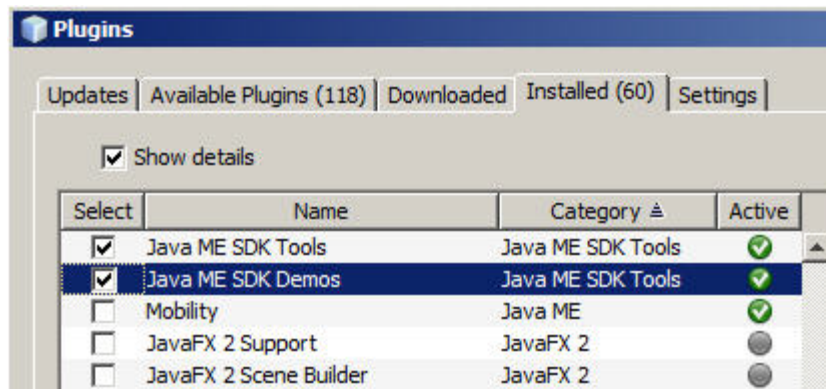 Plugins
Updates Available Plugins (118) Downloaded Installed (60) Settings
Show details
Select Name Category Active
Java ME SDK Tools Java ME SDK Tools
Java ME SDK Demos Java ME SDK Tools
Mobility Java ME
JavaFX 2 Support JavaFX 2
JavaFX 2 Scene Builder JavaFX 2